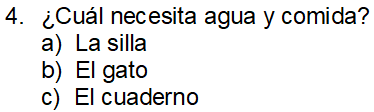 4. ¿Cuál necesita agua y comida?
a) La silla
b) El gato
c) El cuaderno